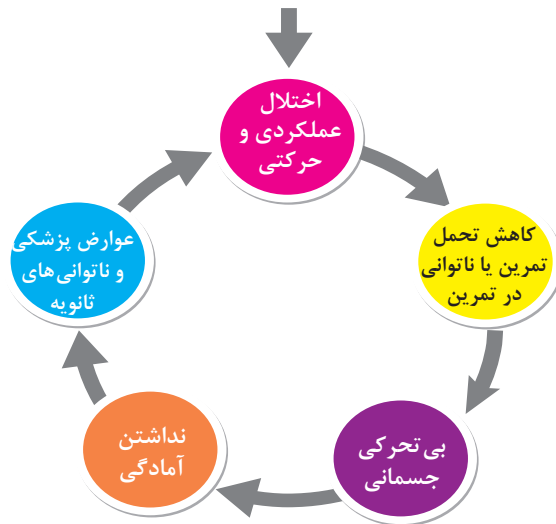 اختلال
عملکردی و
حرکتی
کاهش تحمل
تمرین یا ناتوانی
در تمرین
بی‌تحرکی
جسمانی
نداشتن
آمادگی
عوارض پزشکی
و ناتوانی‌های
ثانویه